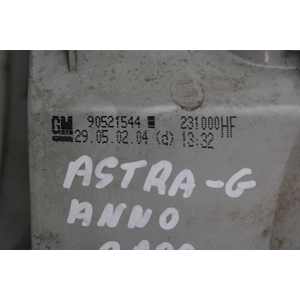 GM 90521544 231000HF
29.05.02.04 (d) 13:32
ASTRA-G
ANNO